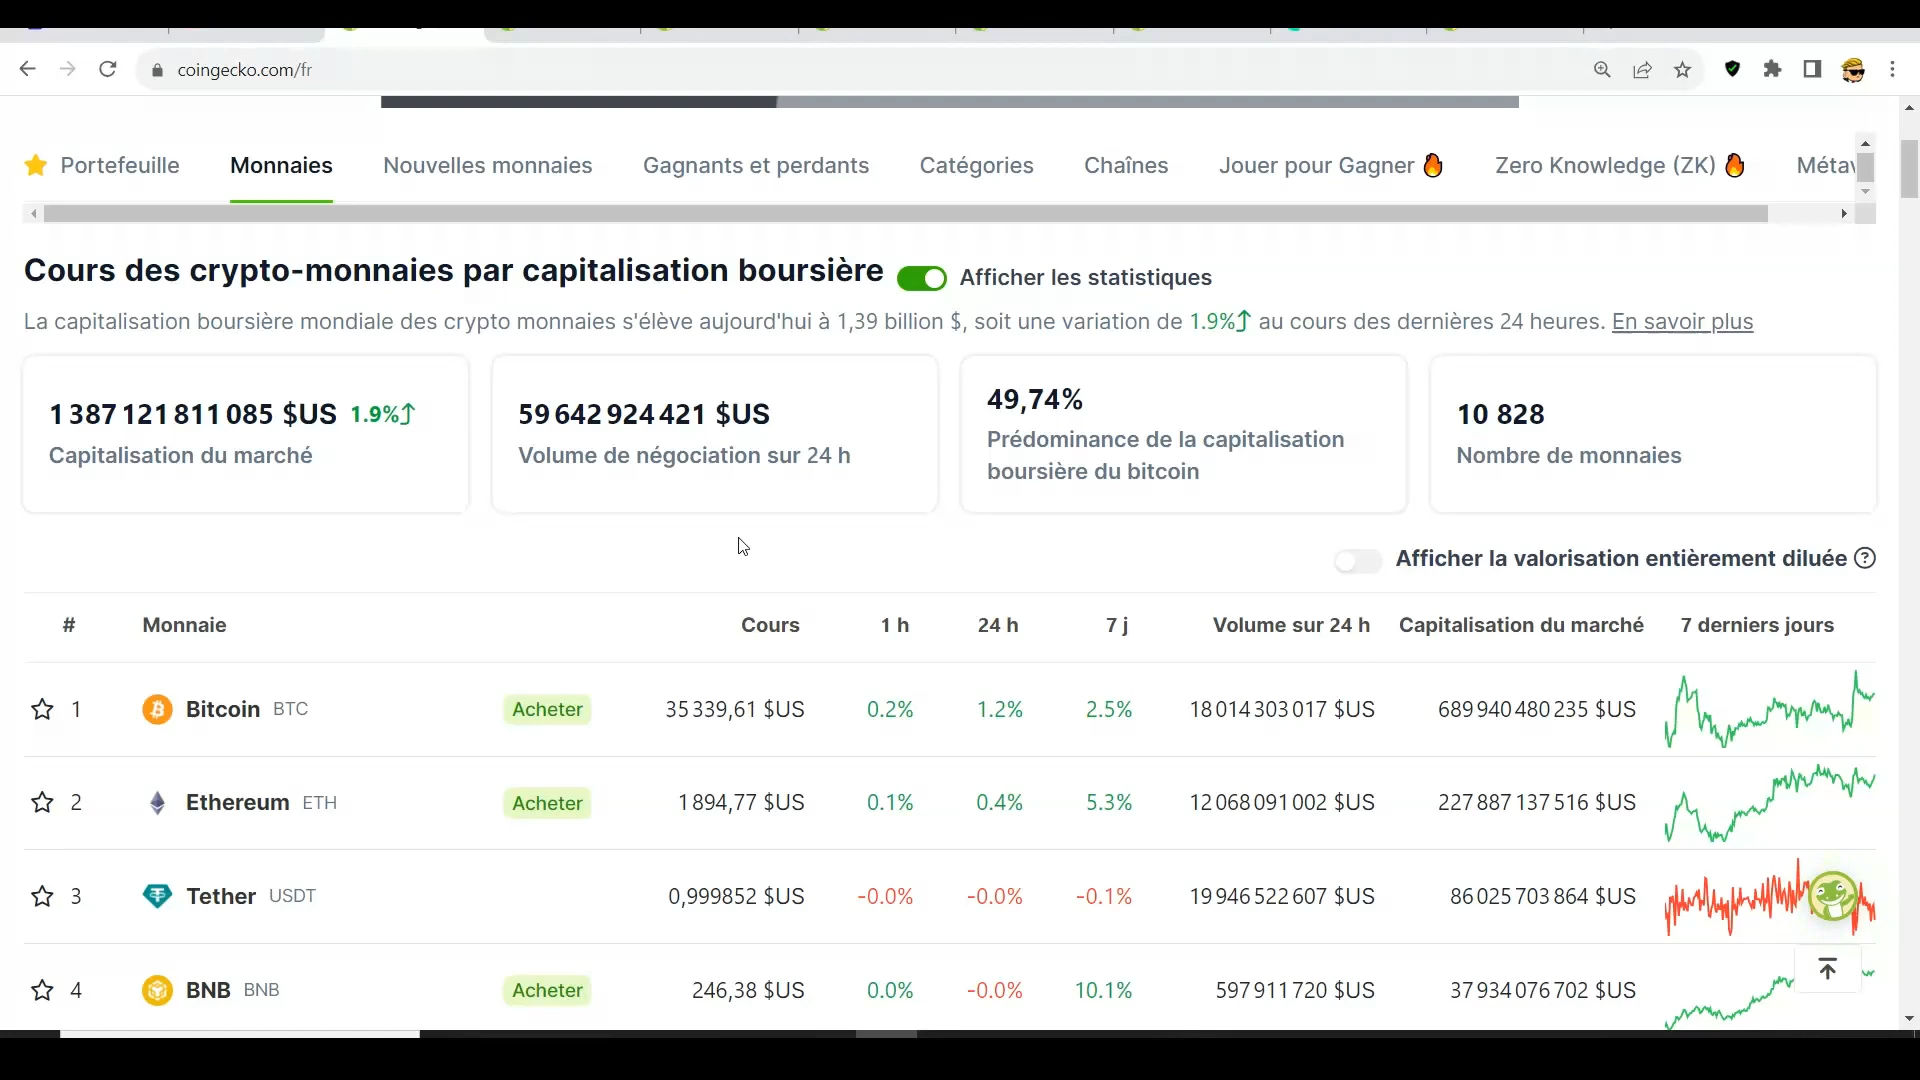 coingecko.com/fr
Portefeuille Monnaies Nouvelles monnaies Gagnants et perdants Catégories Chaînes Jouer pour Gagner Zero Knowledge (ZK) Métav
Cours des crypto-monnaies par capitalisation boursière Afficher les statistiques
La capitalisation boursière mondiale des crypto monnaies s'élève aujourd'hui à 1,39 billion $, soit une variation de 1.9% au cours des dernières 24 heures. En savoir plus
1 387 121 811 085 $US 1.9%
Capitalisation du marché
59 642 924 421 $US
Volume de négociation sur 24 h
49,74%
Prédominance de la capitalisation
boursière du bitcoin
10 828
Nombre de monnaies
Afficher la valorisation entièrement diluée ?
# Monnaie Cours 1 h 24 h 7 j Volume sur 24 h Capitalisation du marché 7 derniers jours
1 Bitcoin BTC Acheter 35 339,61 $US 0.2% 1.2% 2.5% 18 014 303 017 $US 689 940 480 235 $US
2 Ethereum ETH Acheter 1 894,77 $US 0.1% 0.4% 5.3% 12 068 091 002 $US 227 887 137 516 $US
3 Tether USDT 0,999852 $US -0.0% -0.0% -0.1% 19 946 522 607 $US 86 025 703 864 $US
4 BNB BNB Acheter 246,38 $US 0.0% -0.0% 10.1% 597 911 720 $US 37 934 076 702 $US